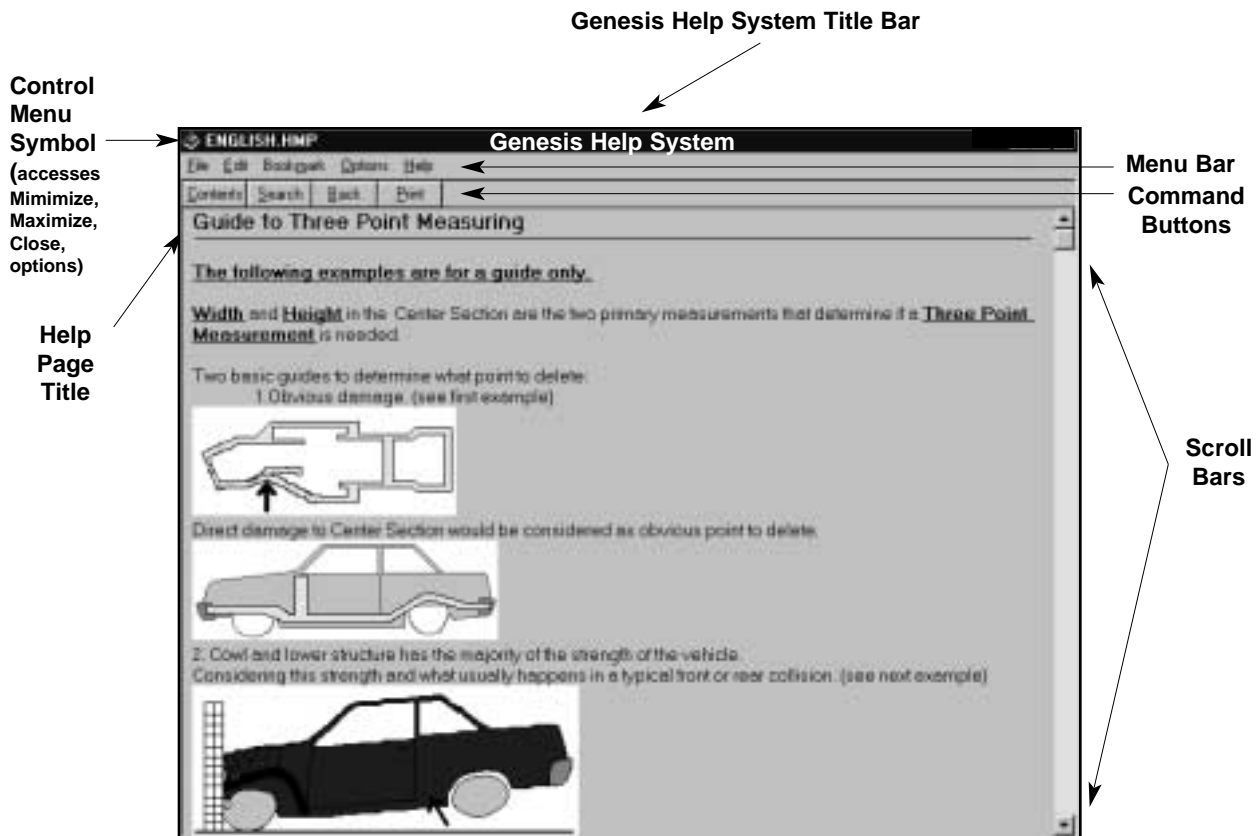 Genesis Help System Title Bar
Control
Menu
Symbol
(accesses
Mimimize,
Maximize,
Close,
options)
ENGLISH.HMP Genesis Help System
File Edit Bookmark Options Help
Menu Bar
Contents Search Back Print
Command
Buttons
Guide to Three Point Measuring
The following examples are for a guide only.
Width and Height in the Center Section are the two primary measurements that determine if a Three Point
Measurement is needed.
Help
Page
Title
Two basic guides to determine what point to delete:
1.Obvious damage. (see first example)
Scroll
Bars
Direct damage to Center Section would be considered as obvious point to delete.
2. Cowl and lower structure has the majority of the strength of the vehicle.
Considering this strength and what usually happens in a typical front or rear collision. (see next example)